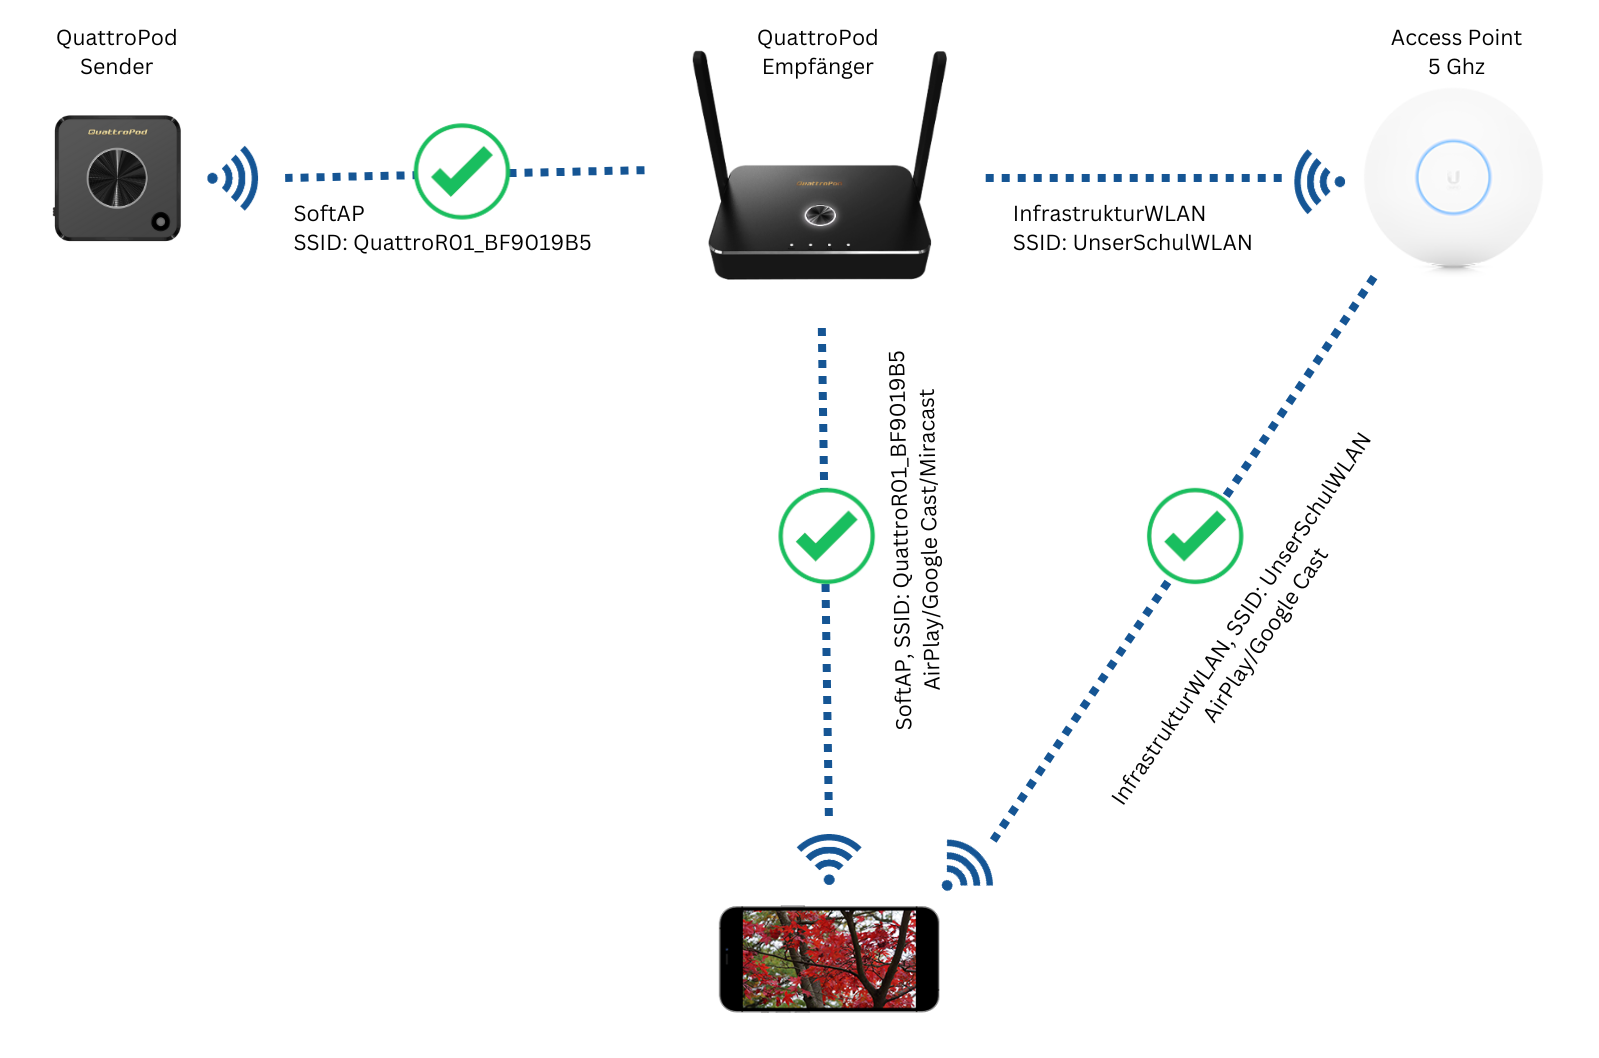 QuattroPod
Sender
QuattroPod
Empfänger
Access Point
5 Ghz
QuattroPod
QuattroPod
SoftAP
SSID: QuattroR01_BF9019B5
InfrastrukturWLAN
SSID: UnserSchulWLAN
SoftAP, SSID: QuattroR01_BF9019B5
AirPlay/Google Cast/Miracast
InfrastrukturWLAN, SSID: UnserSchulWLAN
AirPlay/Google Cast